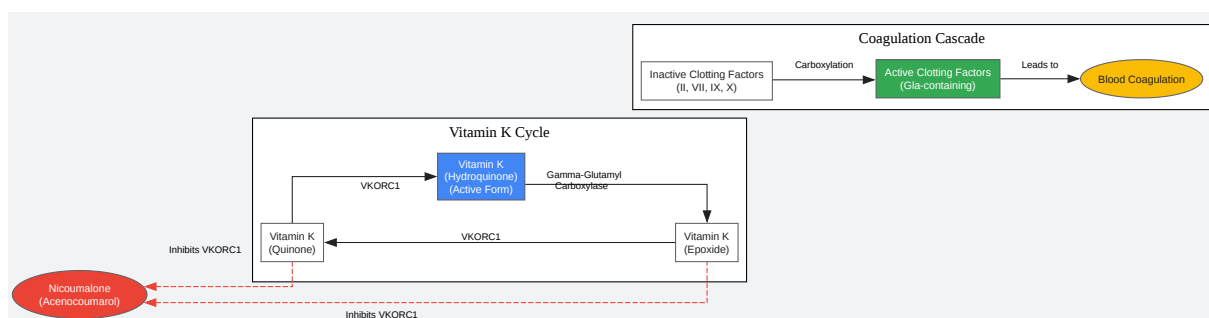 Coagulation Cascade
Inactive Clotting Factors
(II, VII, IX, X)
Carboxylation
Active Clotting Factors
(Gla-containing)
Leads to
Blood Coagulation
Vitamin K Cycle
Vitamin K
(Hydroquinone)
(Active Form)
VKORC1
Gamma-Glutamyl
Carboxylase
Vitamin K
(Quinone)
VKORC1
Vitamin K
(Epoxide)
Inhibits VKORC1
Nicoumalone
(Acenocoumarol)
Inhibits VKORC1